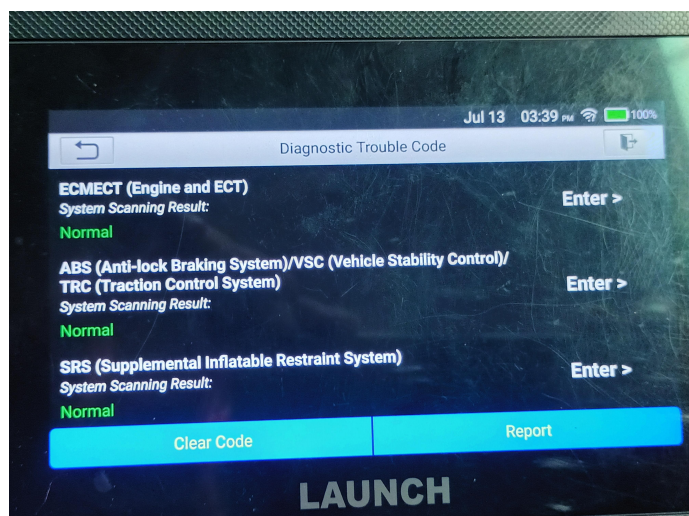 Jul 13 03:39 PM 100%
Diagnostic Trouble Code
ECMECT (Engine and ECT)
System Scanning Result:
Enter >
Normal
ABS (Anti-lock Braking System)/VSC (Vehicle Stability Control)/
TRC (Traction Control System)
Enter >
System Scanning Result:
Normal
SRS (Supplemental Inflatable Restraint System)
System Scanning Result:
Enter >
Normal
Clear Code
Report
LAUNCH